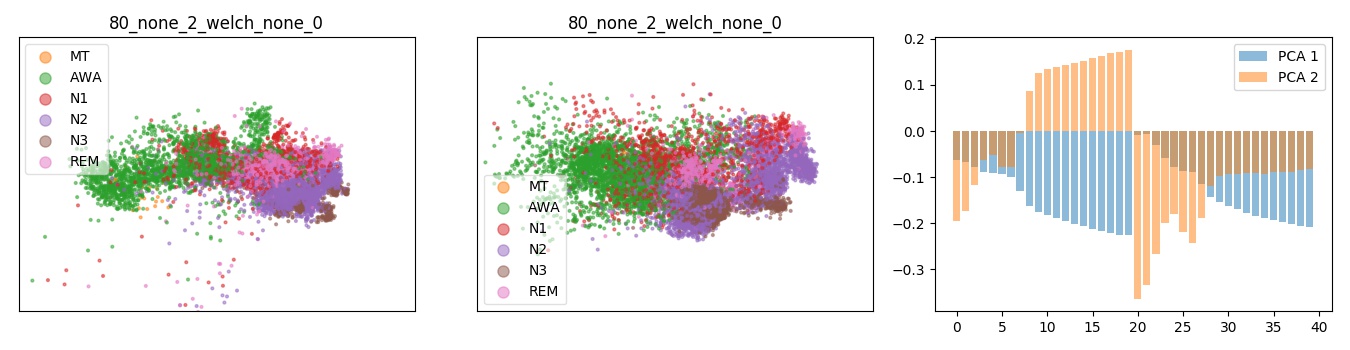 80_none_2_welch_none_0
MT
AWA
N1
N2
N3
REM
80_none_2_welch_none_0
MT
AWA
N1
N2
N3
REM
PCA 1
PCA 2
0.2
0.1
0.0
−0.1
−0.2
−0.3
0 5 10 15 20 25 30 35 40